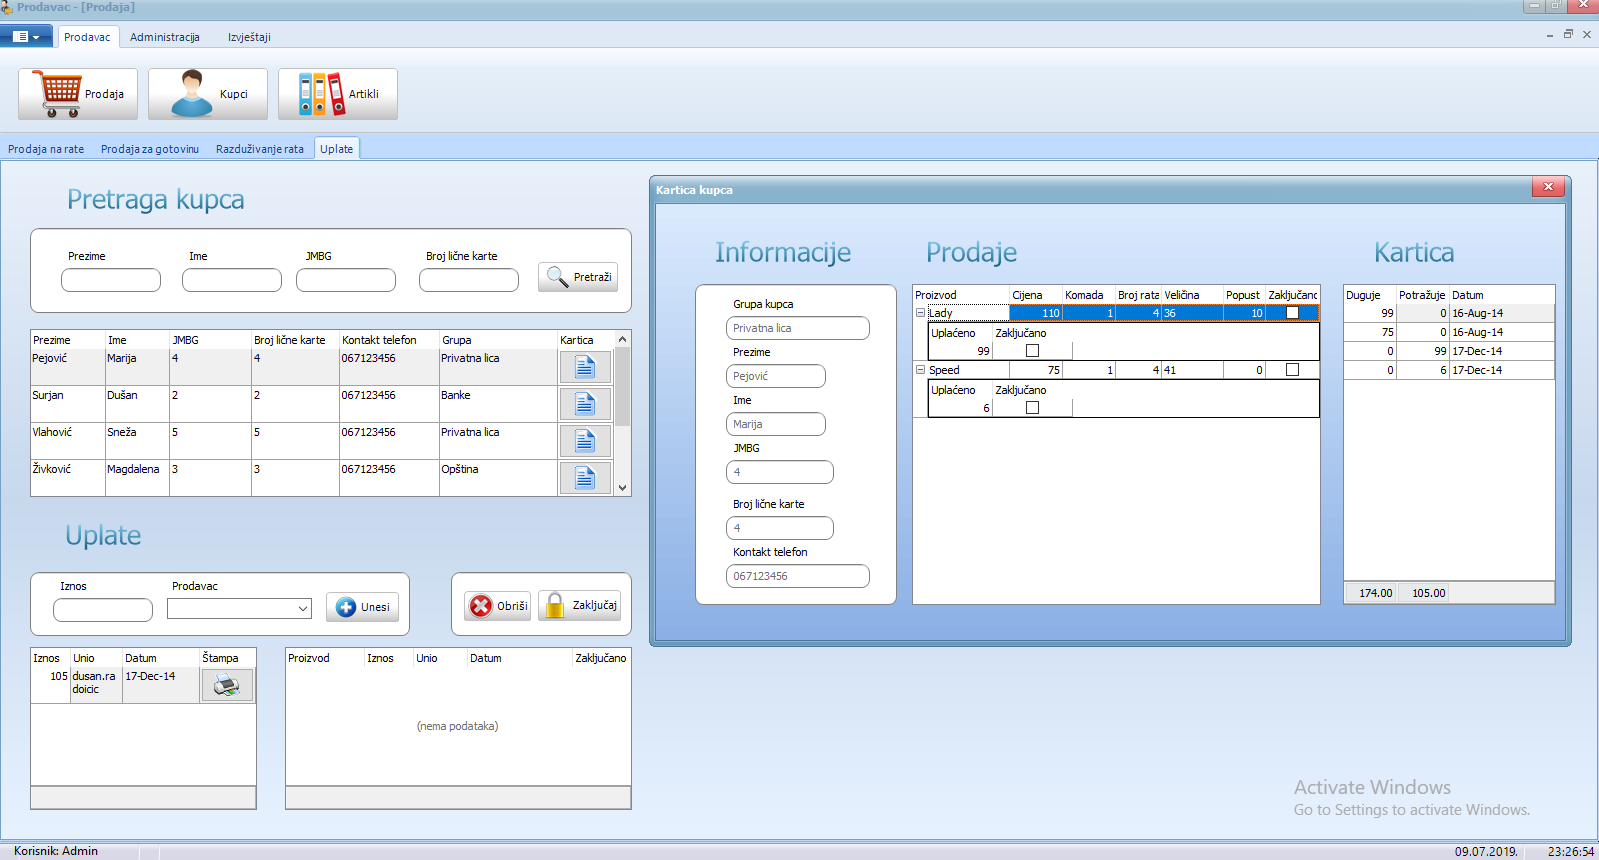 Prodavac - [Prodaja]
Prodavac Administracija Izvještaji
Prodaja Kupci Artikli
Prodaja na rate Prodaja za gotovinu Razduživanje rata Uplate
Pretraga kupca
Prezime Ime JMBG Broj lične karte
Pretraži
Prezime Ime JMBG Broj lične karte Kontakt telefon Grupa Kartica
Pejović Marija 4 4 067123456 Privatna lica
Surjan Dušan 2 2 067123456 Banke
Vlahović Sneža 5 5 067123456 Privatna lica
Živković Magdalena 3 3 067123456 Opština
Uplate
Iznos Prodavac
Unesi
Obriši Zaključaj
Iznos Unio Datum Štampa
105 dusan.ra 17-Dec-14
doicic
Proizvod Iznos Unio Datum Zaključano
(nema podataka)
Kartica kupca
Informacije
Grupa kupca
Privatna lica
Prezime
Pejović
Ime
Marija
JMBG
4
Broj lične karte
4
Kontakt telefon
067123456
Prodaje
Proizvod Cijena Komada Broj rata Veličina Popust Zaključano
Lady 110 1 4 36 10
Uplaćeno Zaključano
99
Speed 75 1 4 41 0
Uplaćeno Zaključano
6
Kartica
Duguje Potražuje Datum
99 0 16-Aug-14
75 0 16-Aug-14
0 99 17-Dec-14
0 6 17-Dec-14
174.00 105.00
Activate Windows
Go to Settings to activate Windows.
Korisnik: Admin 09.07.2019. 23:26:54